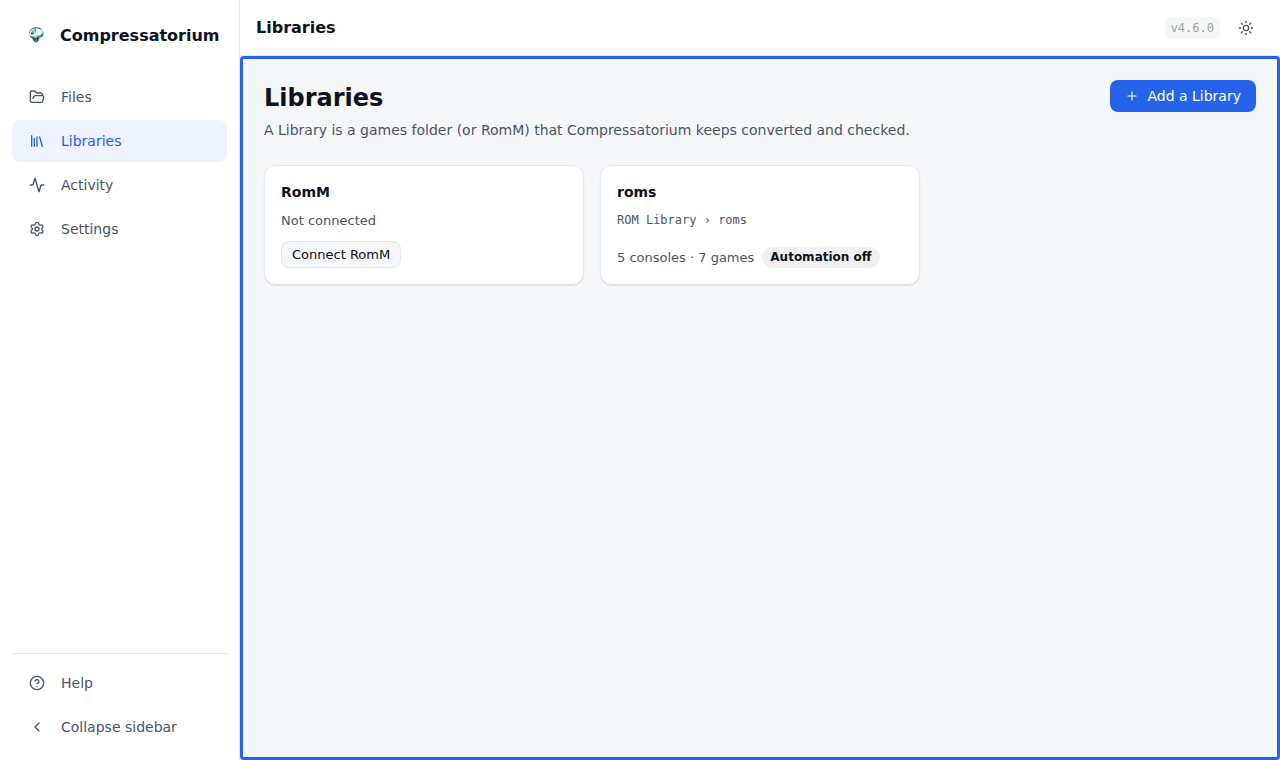 Compressatorium
Files
Libraries
Activity
Settings
Help
Collapse sidebar
Libraries
v4.6.0
Libraries
Add a Library
A Library is a games folder (or RomM) that Compressatorium keeps converted and checked.
RomM
Not connected
Connect RomM
roms
ROM Library › roms
5 consoles · 7 games Automation off